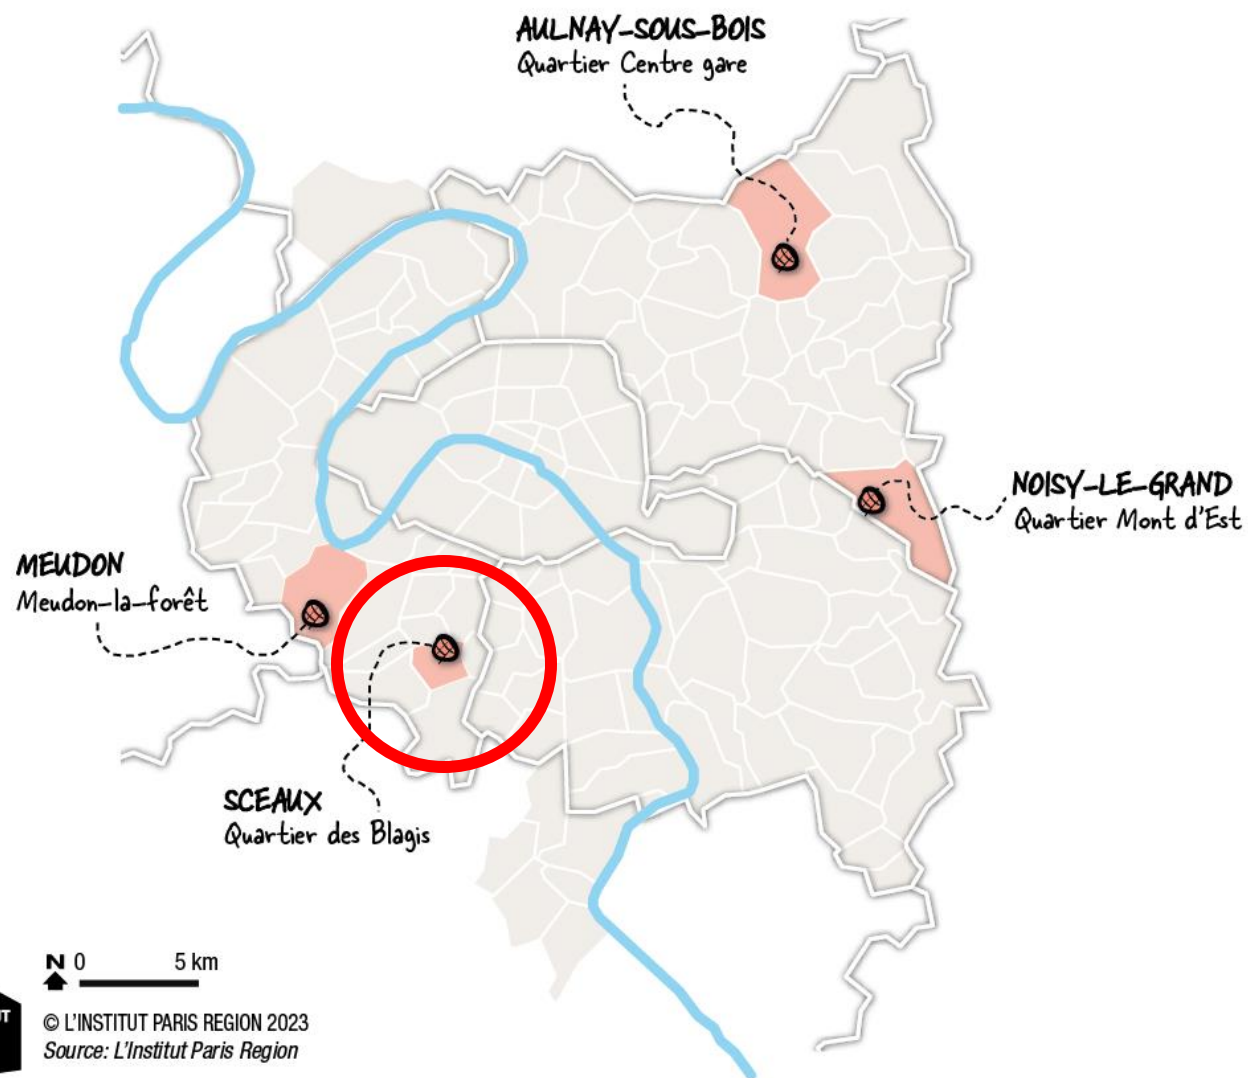 AULNAY-SOUS-BOIS
Quartier Centre gare
NOISY-LE-GRAND
Quartier Mont d'Est
MEUDON
Meudon-la-forêt
SCEAUX
Quartier des Blagis
N 0 5 km
© L'INSTITUT PARIS REGION 2023
Source: L'Institut Paris Region